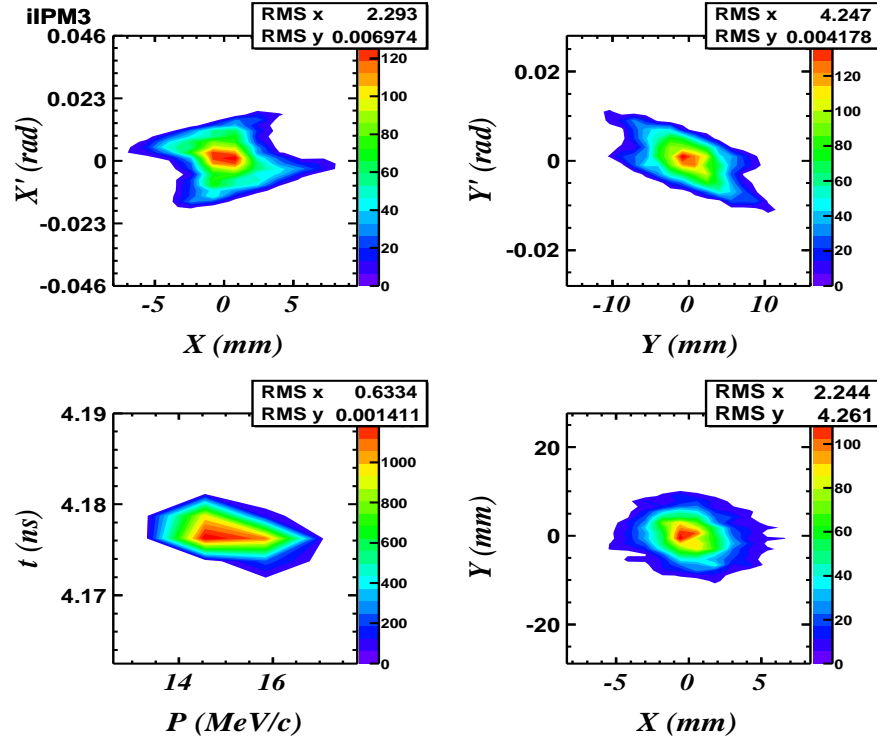 iIPM3
RMS x 2.293
RMS y 0.006974
0.046
0.023
0
-0.023
-0.046
X' (rad)
-5 0 5
X (mm)
120
100
80
60
40
20
0
RMS x 4.247
RMS y 0.004178
0.02
0
-0.02
Y' (rad)
-10 0 10
Y (mm)
120
100
80
60
40
20
0
RMS x 0.6334
RMS y 0.001411
4.19
4.18
4.17
t (ns)
14 16
P (MeV/c)
1000
800
600
400
200
0
RMS x 2.244
RMS y 4.261
20
0
-20
Y (mm)
-5 0 5
X (mm)
100
80
60
40
20
0